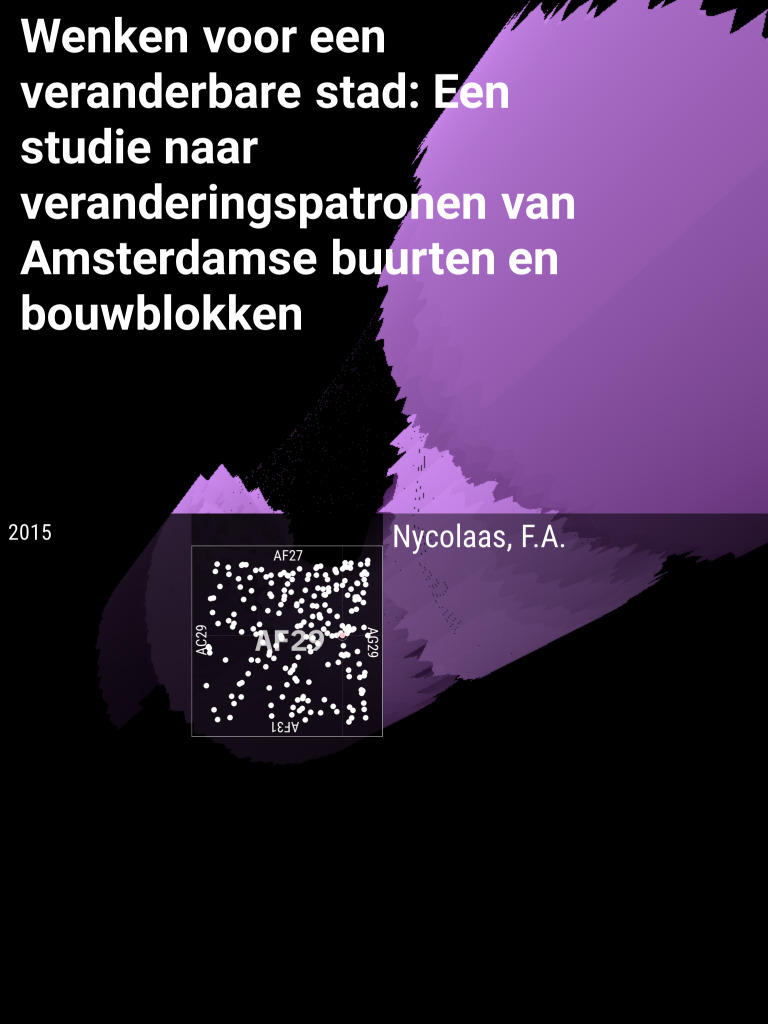 Wenken voor een
veranderbare stad: Een
studie naar
veranderingspatronen van
Amsterdamse buurten en
bouwblokken
2015
Nycolaas, F.A.
AF27
AC29
AF29
AG29
AF31